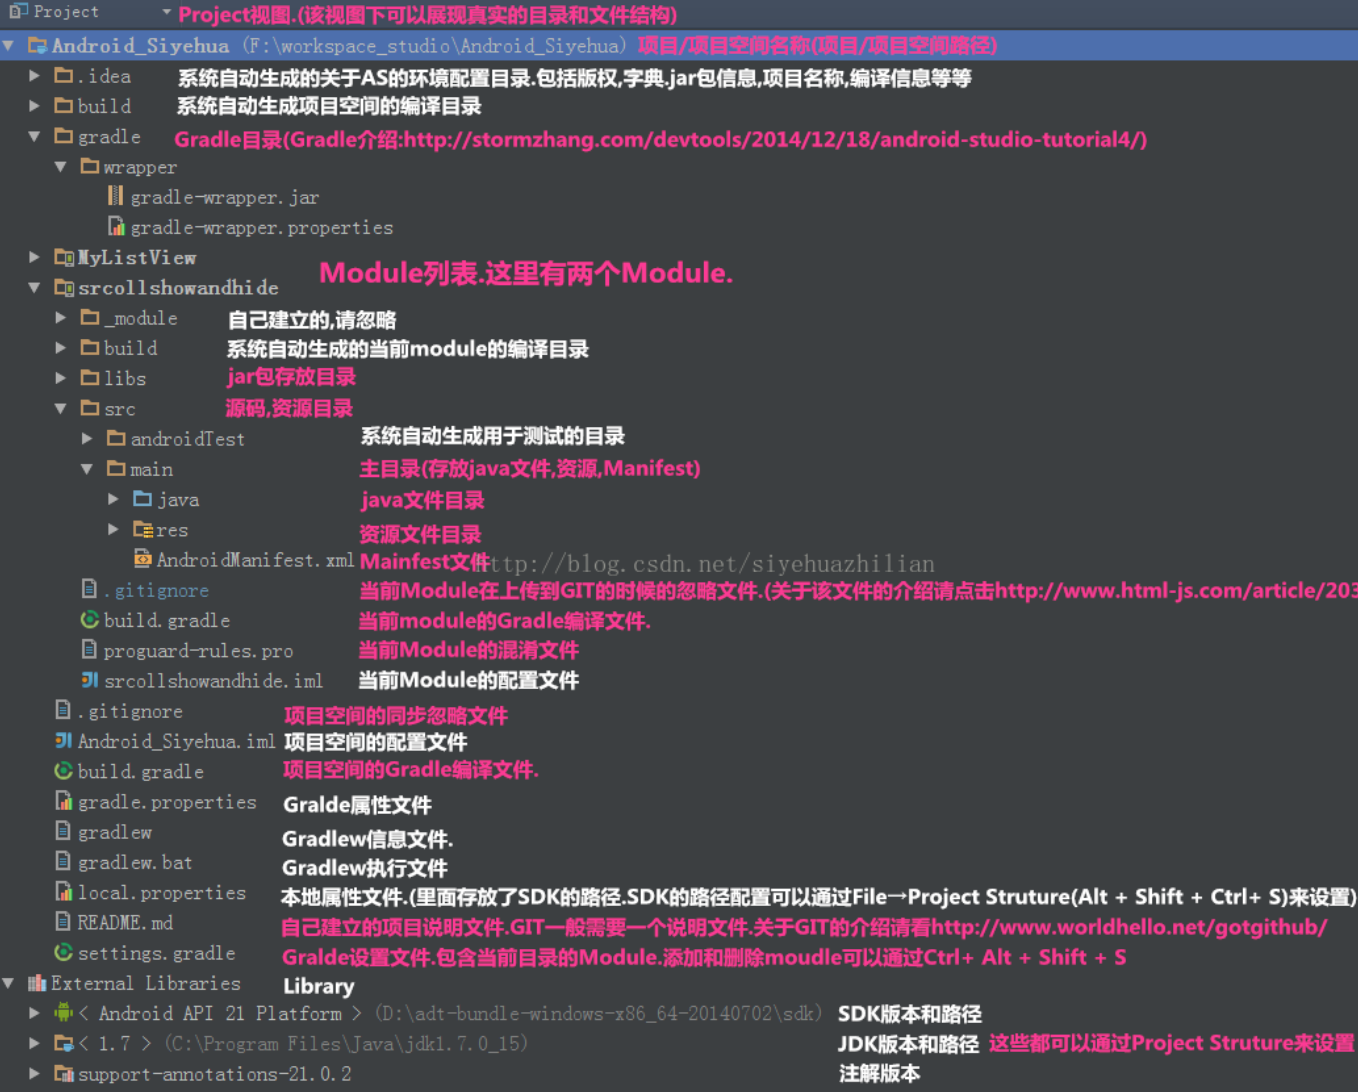 Project Project视图.(该视图下可以展现真实的目录和文件结构)
Android_Siyehua (F:\workspace_studio\Android_Siyehua) 项目/项目空间名称(项目/项目空间路径)
.idea 系统自动生成的关于AS的环境配置目录.包括版权,字典.jar包信息,项目名称,编译信息等等
build 系统自动生成项目空间的编译目录
gradle Gradle目录(Gradle介绍:http://stormzhang.com/devtools/2014/12/18/android-studio-tutorial4/)
wrapper
gradle-wrapper.jar
gradle-wrapper.properties
MyListView
Module列表.这里有两个Module.
srcollshowandhide
_module 自己建立的,请忽略
build 系统自动生成的当前module的编译目录
libs jar包存放目录
src 源码,资源目录
androidTest 系统自动生成用于测试的目录
main 主目录(存放java文件,资源,Manifest)
java java文件目录
res 资源文件目录
AndroidManifest.xml Mainfest文件 http://blog.csdn.net/siyehuazhilian
.gitignore 当前Module在上传到GIT的时候的忽略文件.(关于该文件的介绍请点击http://www.html-js.com/article/203
build.gradle 当前module的Gradle编译文件.
proguard-rules.pro 当前Module的混淆文件
srcollshowandhide.iml 当前Module的配置文件
.gitignore 项目空间的同步忽略文件
Android_Siyehua.iml 项目空间的配置文件
build.gradle 项目空间的Gradle编译文件.
gradle.properties Gralde属性文件
gradlew Gradlew信息文件.
gradlew.bat Gradlew执行文件
local.properties 本地属性文件.(里面存放了SDK的路径.SDK的路径配置可以通过File→Project Struture(Alt + Shift + Ctrl+ S)来设置)
README.md 自己建立的项目说明文件.GIT一般需要一个说明文件.关于GIT的介绍请看http://www.worldhello.net/gotgithub/
settings.gradle Gralde设置文件.包含当前目录的Module.添加和删除moudle可以通过Ctrl+ Alt + Shift + S
External Libraries Library
< Android API 21 Platform > (D:\adt-bundle-windows-x86_64-20140702\sdk) SDK版本和路径
< 1.7 > (C:\Program Files\Java\jdk1.7.0_15) JDK版本和路径 这些都可以通过Project Struture来设置
support-annotations-21.0.2 注解版本